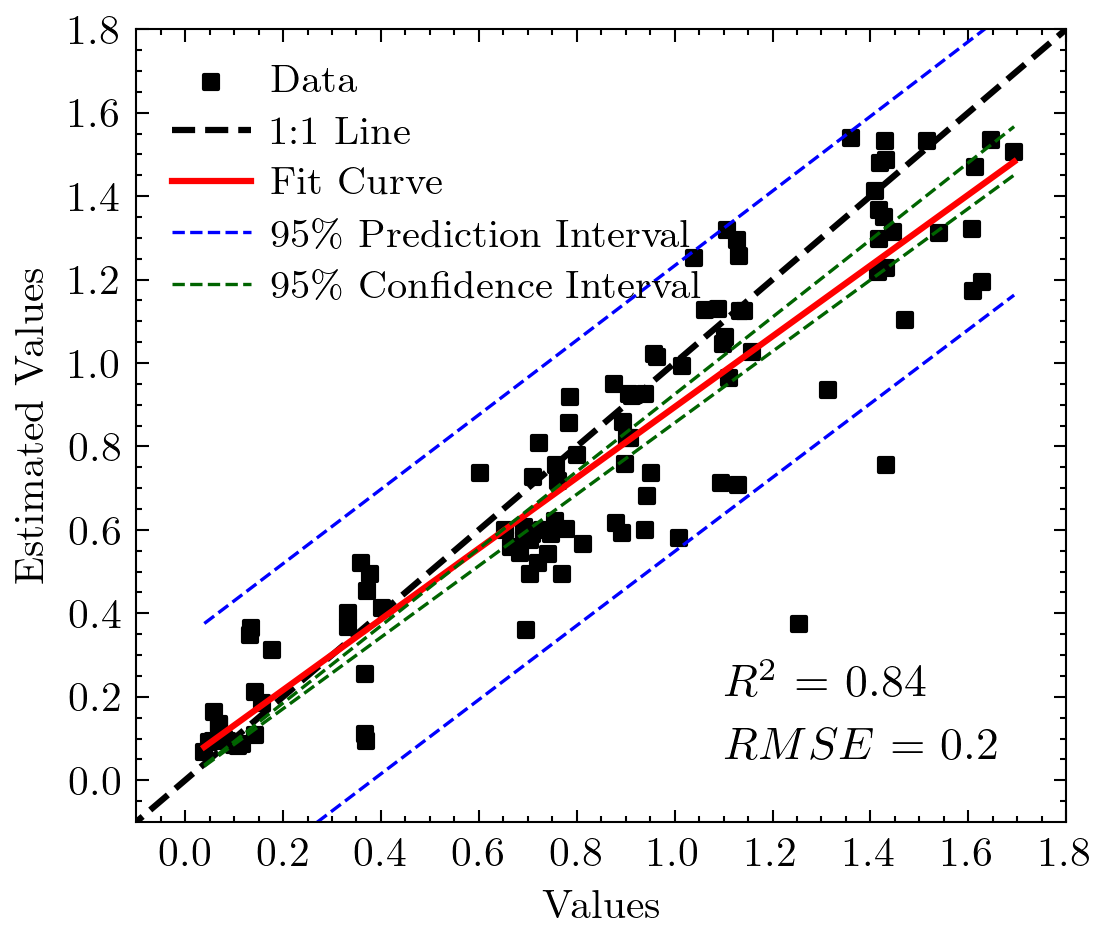 1.8
1.6
1.4
1.2
1.0
0.8
0.6
0.4
0.2
0.0
Estimated Values
Data
1:1 Line
Fit Curve
95% Prediction Interval
95% Confidence Interval
R² = 0.84
RMSE = 0.2
0.0 0.2 0.4 0.6 0.8 1.0 1.2 1.4 1.6 1.8
Values